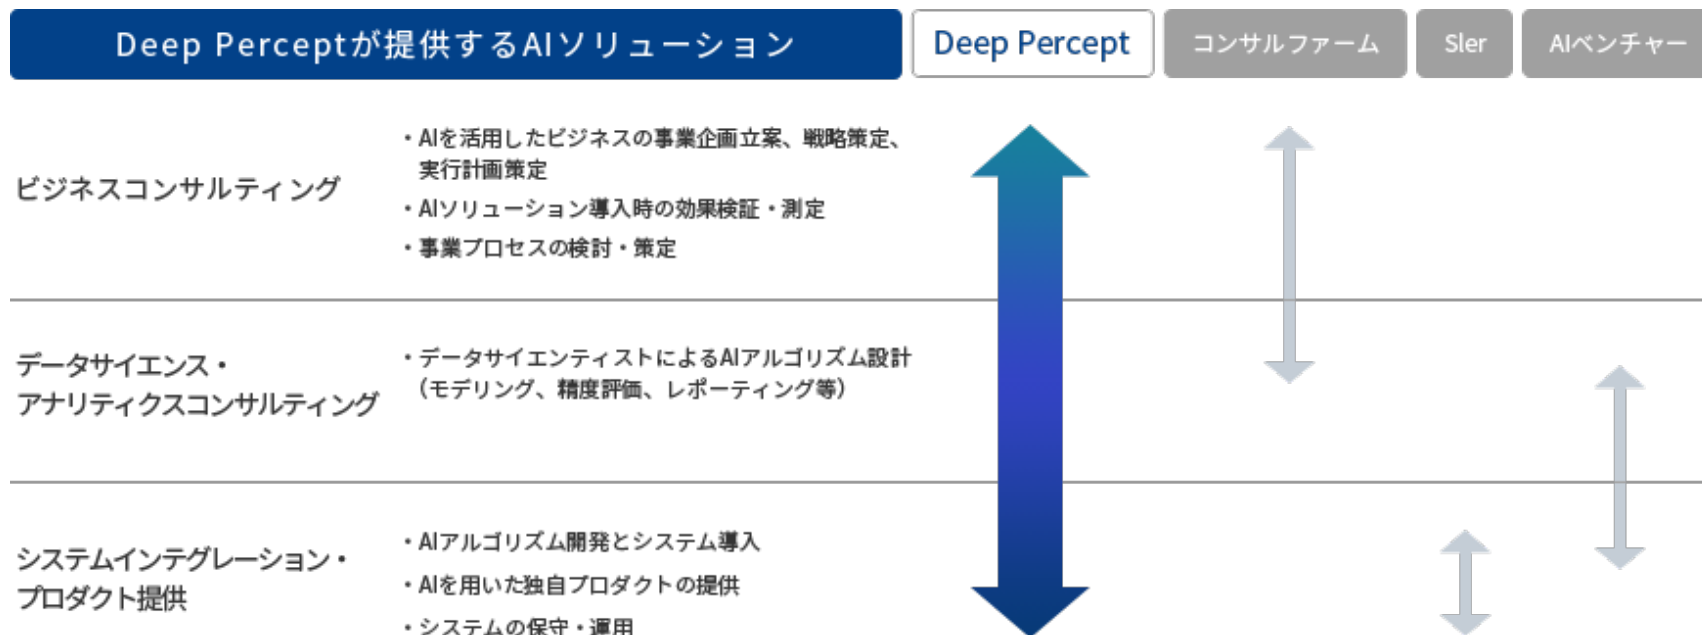 Deep Perceptが提供するAIソリューション
Deep Percept
コンサルファーム
SIer
AIベンチャー
ビジネスコンサルティング
・AIを活用したビジネスの事業企画立案、戦略策定、
実行計画策定
・AIソリューション導入時の効果検証・測定
・事業プロセスの検討・策定
データサイエンス・
アナリティクスコンサルティング
・データサイエンティストによるAIアルゴリズム設計
（モデリング、精度評価、レポーティング等）
システムインテグレーション・
プロダクト提供
・AIアルゴリズム開発とシステム導入
・AIを用いた独自プロダクトの提供
・システムの保守・運用